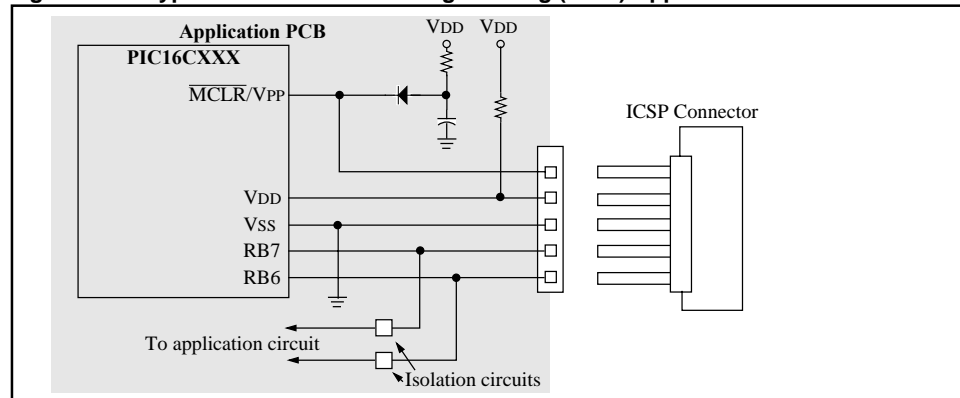 Application PCB
PIC16CXXX
MCLR/VPP
VDD
VDD
ICSP Connector
VDD
VSS
RB7
RB6
To application circuit
Isolation circuits